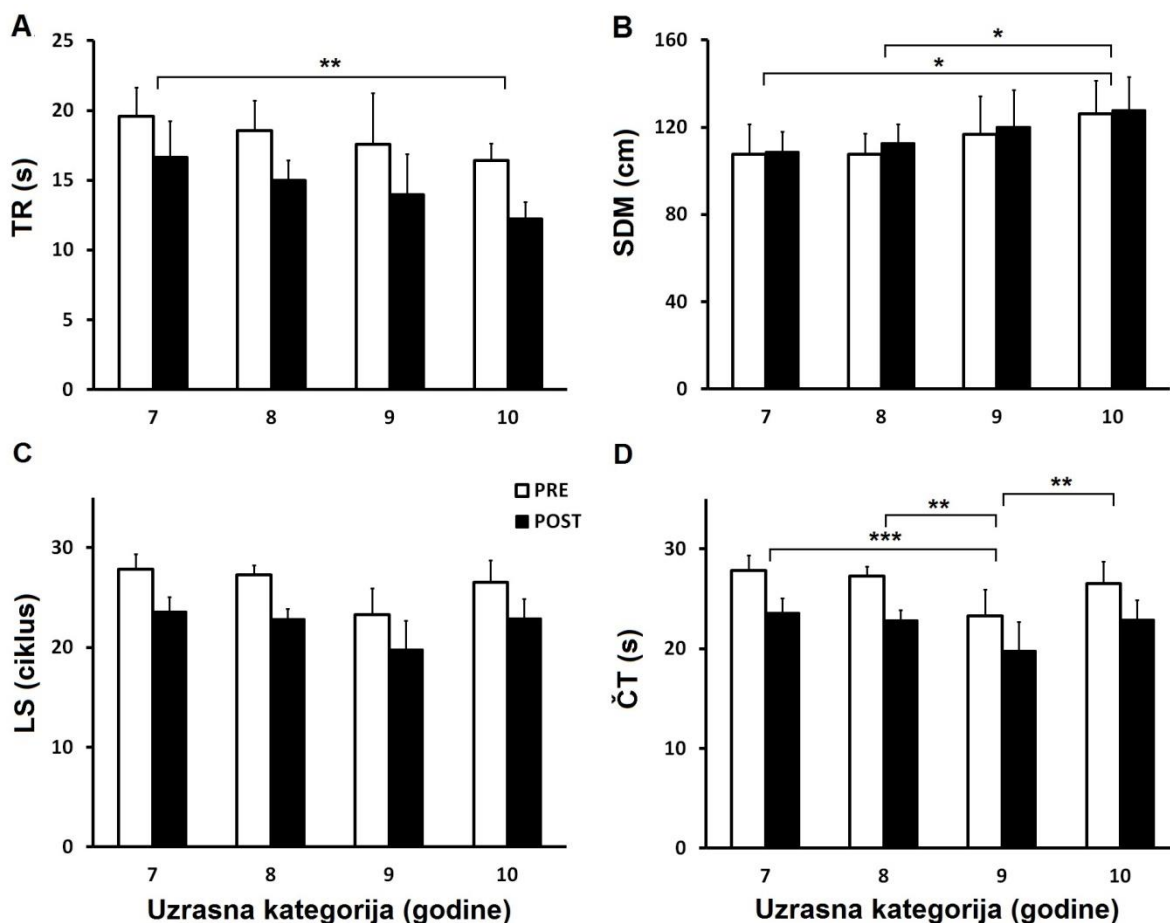 A
25
20
15
10
5
0
TR (s)
**
7 8 9 10
B
160
120
80
40
0
SDM (cm)
*
*
7 8 9 10
C
30
20
10
0
LS (ciklus)
PRE
POST
7 8 9 10
Uzrasna kategorija (godine)
D
30
20
10
0
ČT (s)
**
**
***
7 8 9 10
Uzrasna kategorija (godine)